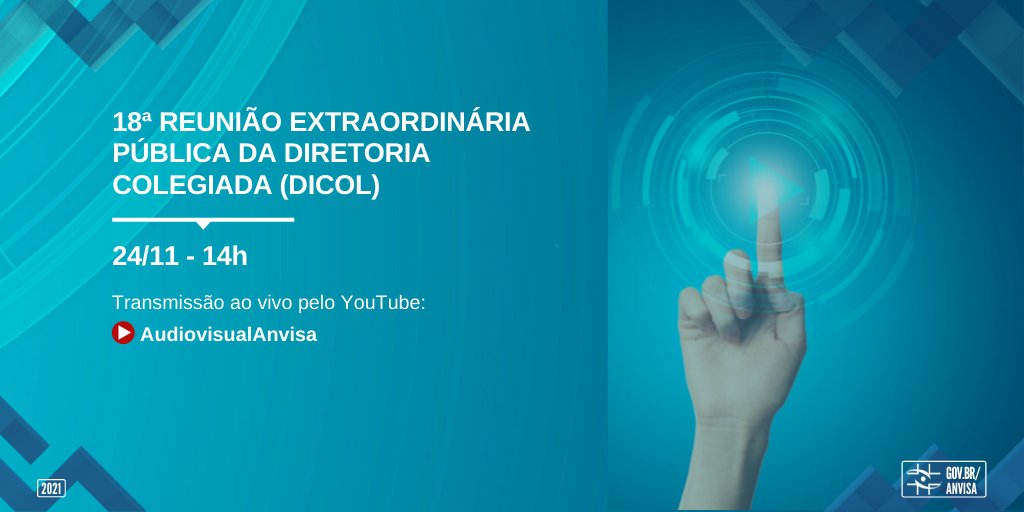 18ª REUNIÃO EXTRAORDINÁRIA
PÚBLICA DA DIRETORIA
COLEGIADA (DICOL)
24/11 - 14h
Transmissão ao vivo pelo YouTube:
AudiovisualAnvisa
2021
GOV.BR/
ANVISA